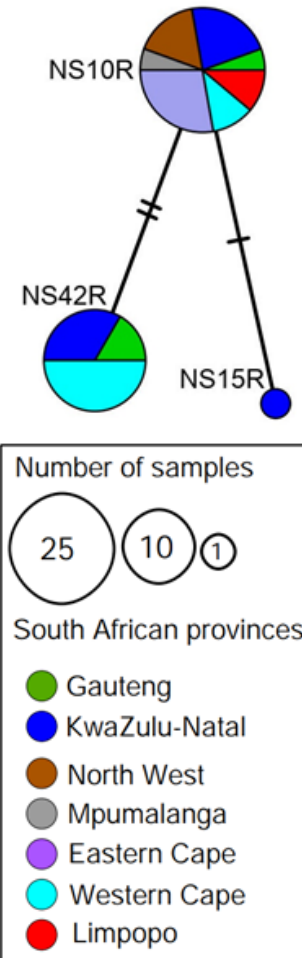 NS10R
NS42R
NS15R
Number of samples
25 10 1
South African provinces
Gauteng
KwaZulu-Natal
North West
Mpumalanga
Eastern Cape
Western Cape
Limpopo